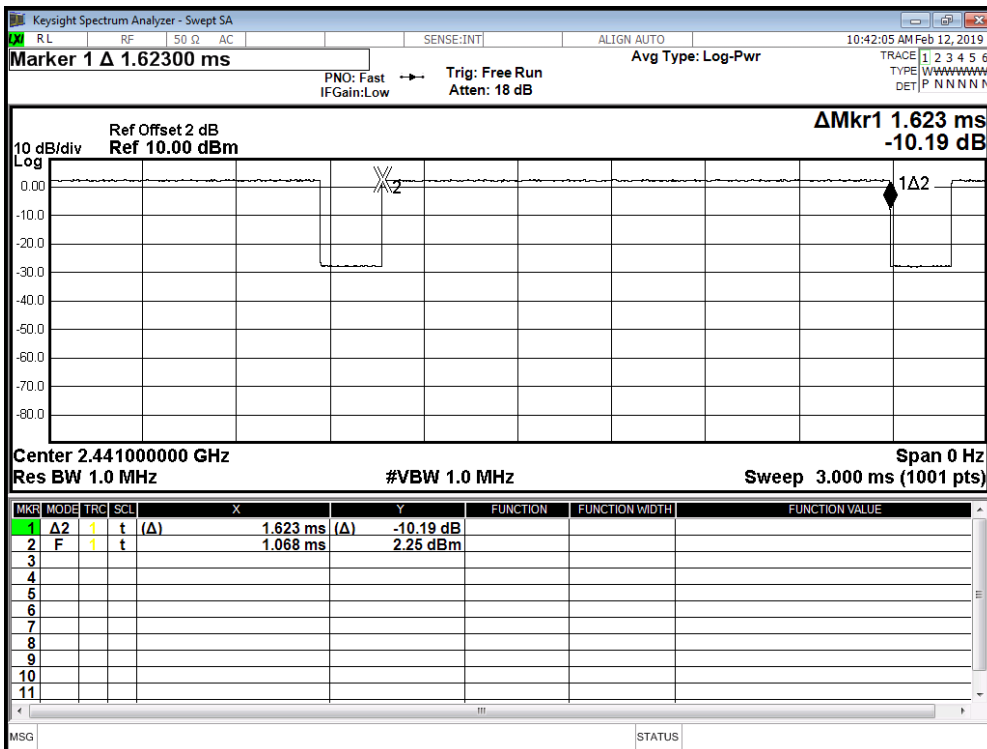 Keysight Spectrum Analyzer - Swept SA
LXI RL RF 50 Ω AC SENSE:INT ALIGN AUTO 10:42:05 AM Feb 12, 2019
Marker 1 Δ 1.62300 ms Avg Type: Log-Pwr TRACE 1 2 3 4 5 6
PNO: Fast Trig: Free Run TYPE WWWWWW
IFGain:Low Atten: 18 dB DET P N N N N N
ΔMkr1 1.623 ms
Ref Offset 2 dB
10 dB/div Ref 10.00 dBm -10.19 dB
Log
0.00 2 1Δ2
-10.0
-20.0
-30.0
-40.0
-50.0
-60.0
-70.0
-80.0
Center 2.441000000 GHz Span 0 Hz
Res BW 1.0 MHz #VBW 1.0 MHz Sweep 3.000 ms (1001 pts)
MKR MODE TRC SCL X Y FUNCTION FUNCTION WIDTH FUNCTION VALUE
1 Δ2 1 t (Δ) 1.623 ms (Δ) -10.19 dB
2 F 1 t 1.068 ms 2.25 dBm
3
4
5
6
7
8
9
10
11
MSG STATUS